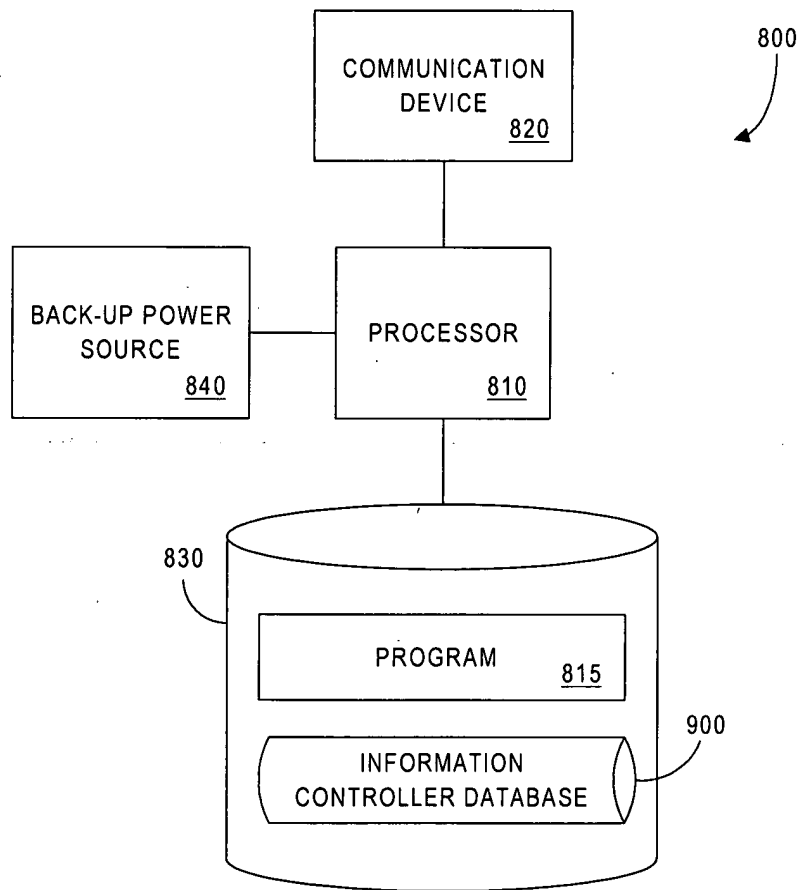 800
COMMUNICATION
DEVICE
820
BACK-UP POWER
SOURCE
840
PROCESSOR
810
830
PROGRAM
815
900
INFORMATION
CONTROLLER DATABASE